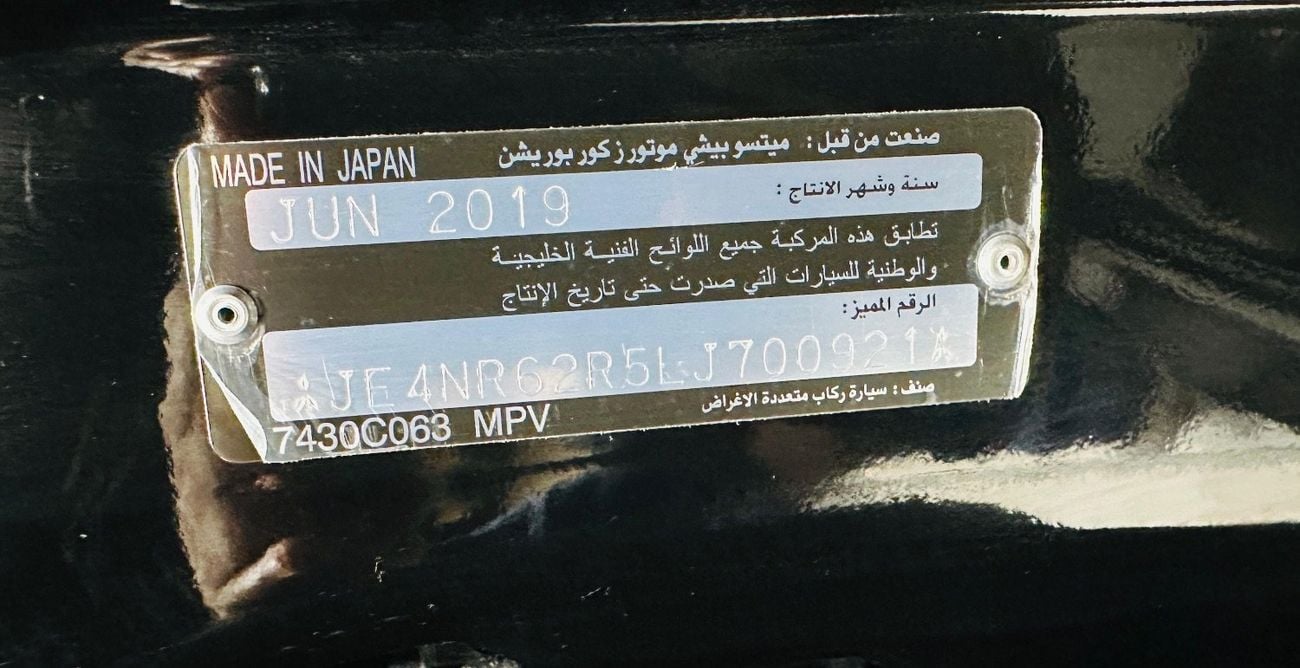 صنعت من قبل: ميتسوبيشي موتورز كوربوريشن
MADE IN JAPAN
سنة وشهر الانتاج :
JUN 2019
تطابق هذه المركبة جميع اللوائح الفنية الخليجية
والوطنية للسيارات التي صدرت حتى تاريخ الإنتاج
الرقم المميز:
JE4NR62R5LJ700921
صنف: سيارة ركاب متعددة الاغراض
7430C063 MPV